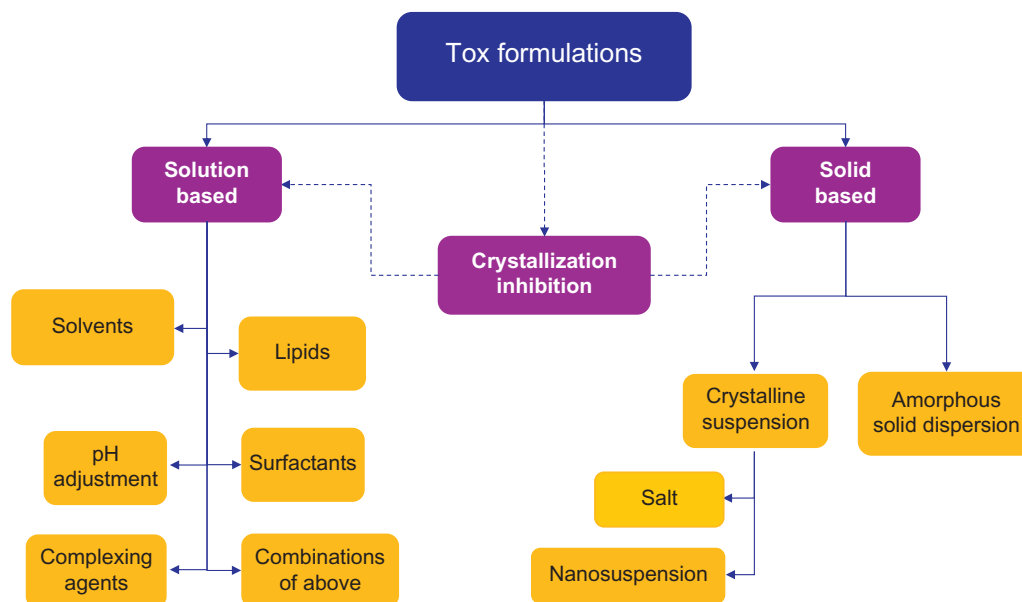 Tox formulations
Solution
based
Solid
based
Crystallization
inhibition
Solvents
Lipids
pH
adjustment
Surfactants
Complexing
agents
Combinations
of above
Crystalline
suspension
Amorphous
solid dispersion
Salt
Nanosuspension